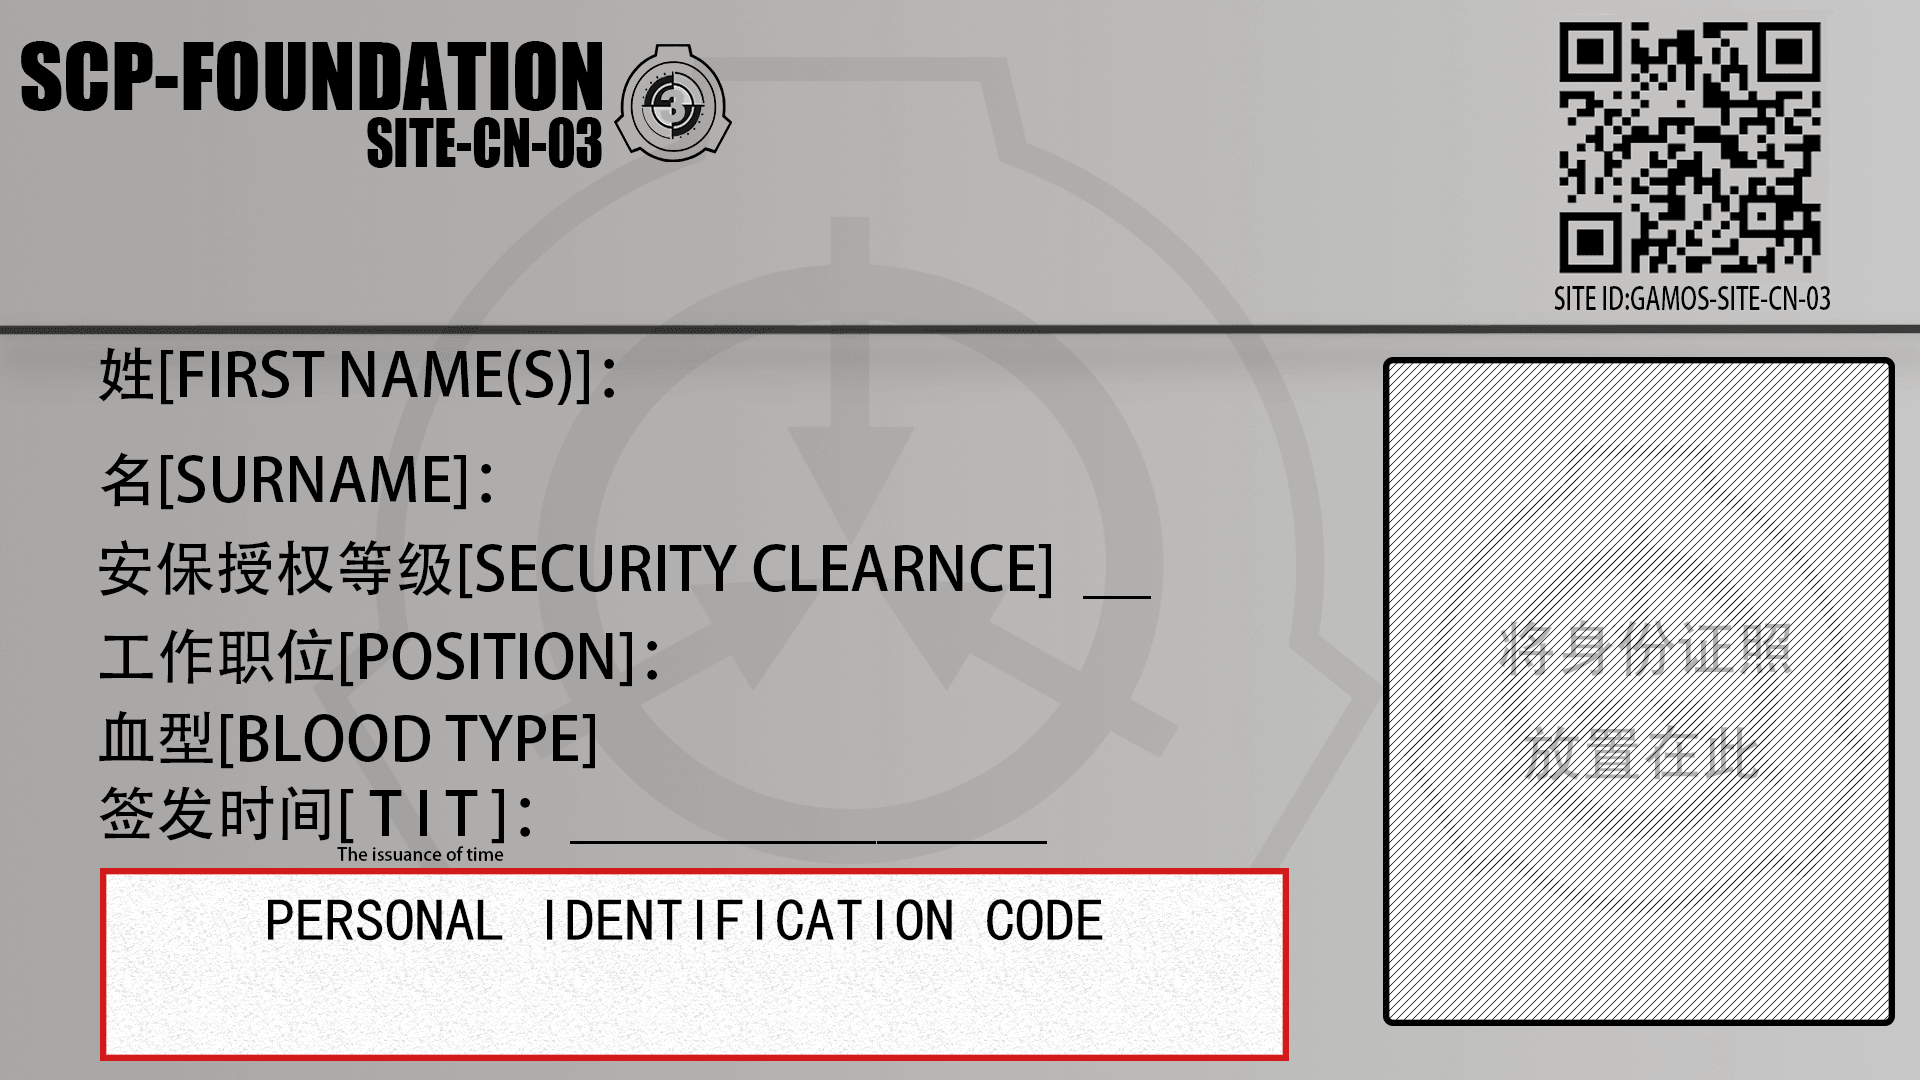 SCP-FOUNDATION
SITE-CN-03
3
SITE ID:GAMOS-SITE-CN-03
姓[FIRST NAME(S)]：
名[SURNAME]：
安保授权等级[SECURITY CLEARNCE] __
工作职位[POSITION]：
血型[BLOOD TYPE]
签发时间[ TIT ]：
The issuance of time
将身份证照
放置在此
PERSONAL IDENTIFICATION CODE